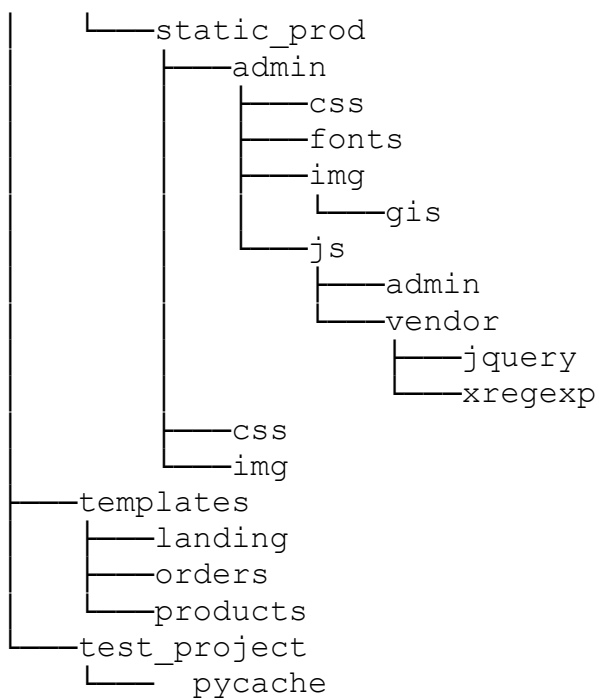 static_prod
admin
css
fonts
img
gis
js
admin
vendor
jquery
xregexp
css
img
templates
landing
orders
products
test_project
pycache